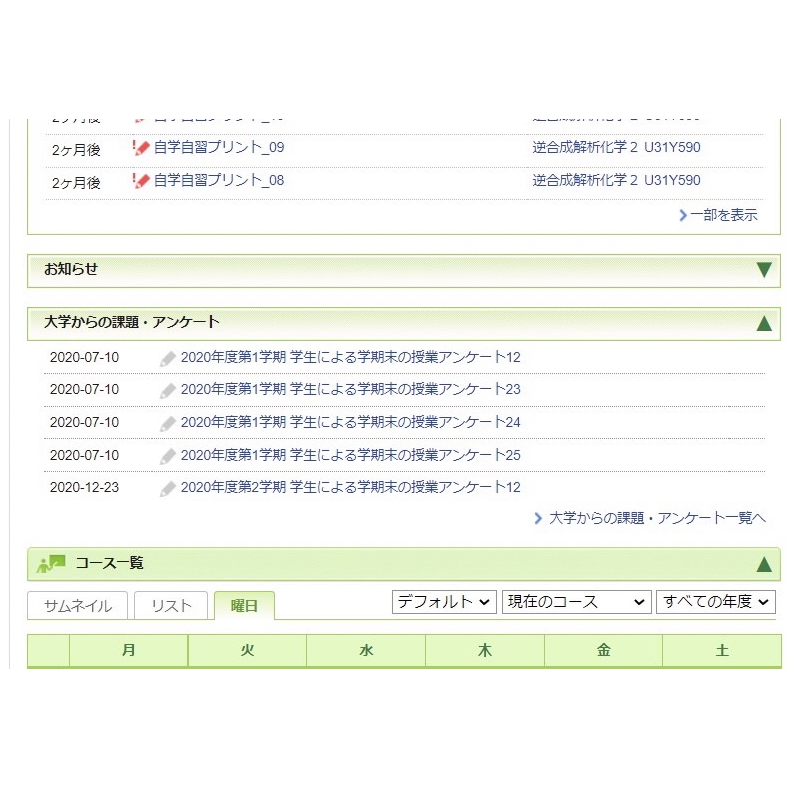 2ヶ月後 自学自習プリント_09 逆合成解析化学２ U31Y590
2ヶ月後 自学自習プリント_08 逆合成解析化学２ U31Y590
一部を表示
お知らせ ▼
大学からの課題・アンケート ▲
2020-07-10 2020年度第1学期 学生による学期末の授業アンケート12
2020-07-10 2020年度第1学期 学生による学期末の授業アンケート23
2020-07-10 2020年度第1学期 学生による学期末の授業アンケート24
2020-07-10 2020年度第1学期 学生による学期末の授業アンケート25
2020-12-23 2020年度第2学期 学生による学期末の授業アンケート12
大学からの課題・アンケート一覧へ
コース一覧 ▲
サムネイル リスト 曜日 デフォルト 現在のコース すべての年度
月 火 水 木 金 土